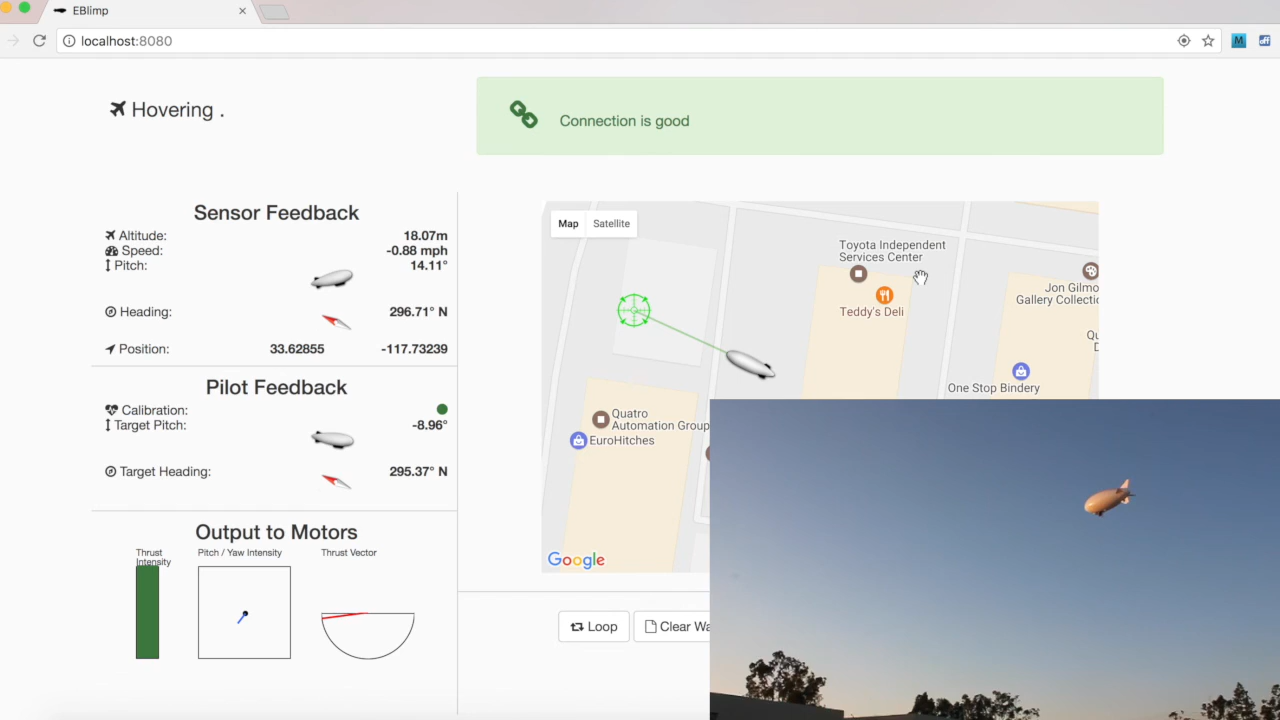 EBlimp
localhost:8080
M
off
Hovering .
Connection is good
Sensor Feedback
Altitude: 18.07m
Speed: -0.88 mph
Pitch: 14.11°
Heading: 296.71° N
Position: 33.62855 -117.73239
Pilot Feedback
Calibration:
Target Pitch: -8.96°
Target Heading: 295.37° N
Output to Motors
Thrust
Intensity
Pitch / Yaw Intensity
Thrust Vector
Map
Satellite
Toyota Independent
Services Center
Teddy's Deli
Jon Gilmo
Gallery Collectio
One Stop Bindery
Quatro
Automation Group
EuroHitches
Google
Loop
Clear Wa